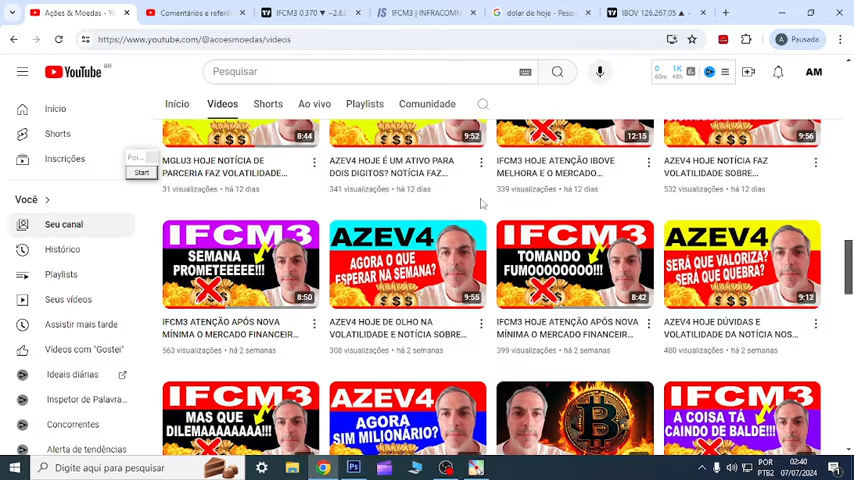 Ações & Moedas - Yo
Comentários e referên
IFCM3 0,370 ▼ −2.63
IFCM3 | INFRACOMM
dolar de hoje - Pesqu
IBOV 126.267,05 ▲
https://www.youtube.com/@acoesmoedas/videos
A Pausada
YouTube BR
Pesquisar
0 1K
60m 48h
AM
Início
Shorts
Inscrições
Poi...
Start
Você
Seu canal
Histórico
Playlists
Seus vídeos
Assistir mais tarde
Vídeos com "Gostei"
Ideais diárias
Inspetor de Palavra...
Concorrentes
Alerta de tendências
Início Vídeos Shorts Ao vivo Playlists Comunidade
8:44
9:52
12:15
9:56
MGLU3 HOJE NOTÍCIA DE
PARCERIA FAZ VOLATILIDADE...
31 visualizações • há 12 dias
AZEV4 HOJE É UM ATIVO PARA
DOIS DIGITOS? NOTÍCIA FAZ...
341 visualizações • há 12 dias
IFCM3 HOJE ATENÇÃO IBOVE
MELHORA E O MERCADO...
339 visualizações • há 12 dias
AZEV4 HOJE NOTÍCIA FAZ
VOLATILIDADE SOBRE...
532 visualizações • há 12 dias
IFCM3
SEMANA
PROMETEEEEE!!!
8:50
AZEV4
AGORA O QUE
ESPERAR NA SEMANA?
$ $ $
9:55
IFCM3
TOMANDO
FUMOOOOOOOO!!!
8:42
AZEV4
SERÁ QUE VALORIZA?
SERÁ QUE QUEBRA?
$ $ $
9:12
IFCM3 ATENÇÃO APÓS NOVA
MÍNIMA O MERCADO FINANCEIR...
563 visualizações • há 2 semanas
AZEV4 HOJE DE OLHO NA
VOLATILIDADE E NOTÍCIA SOBRE...
308 visualizações • há 2 semanas
IFCM3 HOJE ATENÇÃO APÓS NOVA
MÍNIMA O MERCADO FINANCEIR...
399 visualizações • há 2 semanas
AZEV4 HOJE DÚVIDAS E
VOLATILIDADE DA NOTÍCIA NOS...
480 visualizações • há 2 semanas
IFCM3
MAS QUE
DILEMAAAAAAA!!!
AZEV4
AGORA
SIM MILIONÁRIO?
IFCM3
A COISA TÁ
CAINDO DE BALDE!!!
Digite aqui para pesquisar
POR
PTB2
02:40
07/07/2024